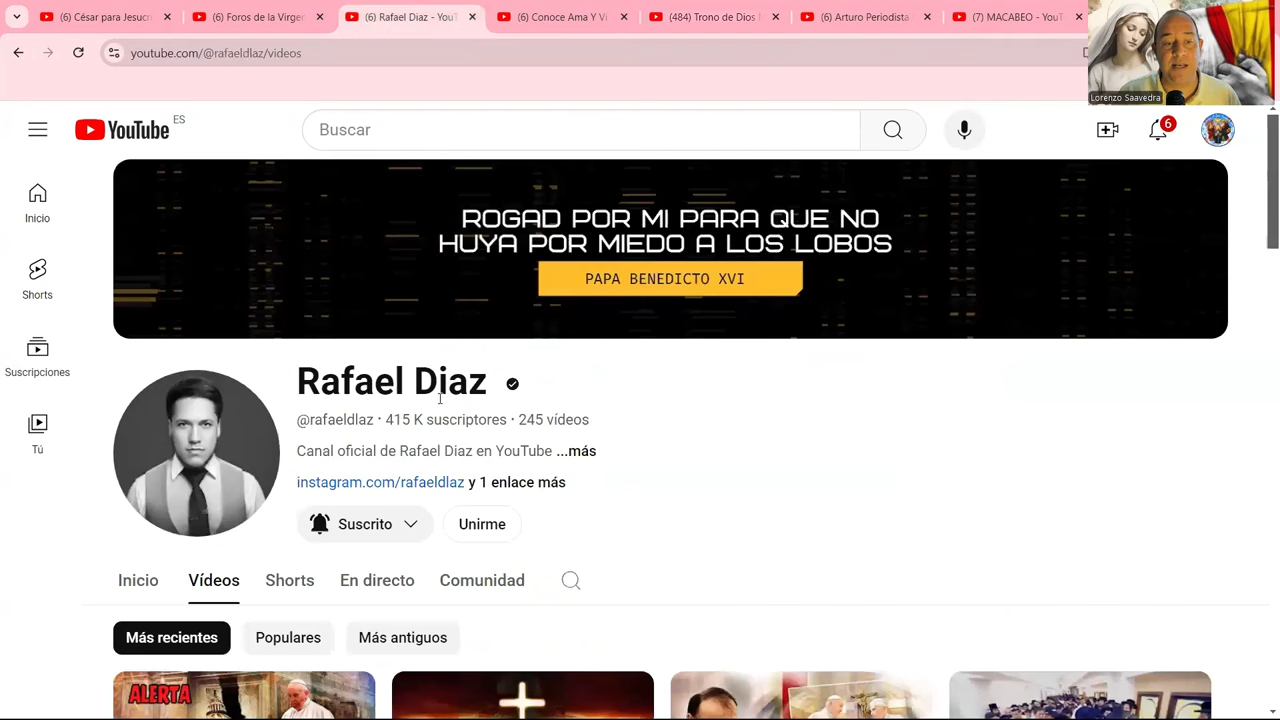 (6) César para Jesucri
(6) Foros de la Virge
(6) Rafael Diaz - YouT
(6) Conoce Ama Y Vi
(484) Trono de Dios
(6) Arturo Periodista
(7) MACABEO - YouT
youtube.com/@rafaeldlaz/videos
Lorenzo Saavedra
YouTube
ES
Buscar
6
Inicio
Shorts
Suscripciones
Tú
ROGAD POR MI PARA QUE NO
HUYA POR MIEDO A LOS LOBOS
PAPA BENEDICTO XVI
Rafael Diaz
@rafaeldlaz · 415 K suscriptores · 245 vídeos
Canal oficial de Rafael Diaz en YouTube ...más
instagram.com/rafaeldlaz y 1 enlace más
Suscrito
Unirme
Inicio
Vídeos
Shorts
En directo
Comunidad
Más recientes
Populares
Más antiguos
ALERTA